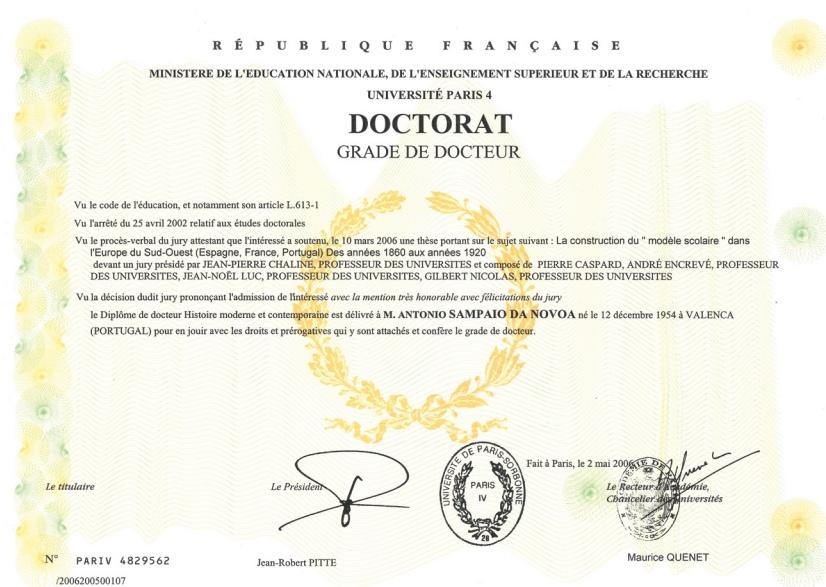 RÉPUBLIQUE FRANÇAISE
MINISTERE DE L'EDUCATION NATIONALE, DE L'ENSEIGNEMENT SUPERIEUR ET DE LA RECHERCHE
UNIVERSITÉ PARIS 4
DOCTORAT
GRADE DE DOCTEUR
Vu le code de l'éducation, et notamment son article L.613-1
Vu l'arrêté du 25 avril 2002 relatif aux études doctorales
Vu le procès-verbal du jury attestant que l'intéressé a soutenu, le 10 mars 2006 une thèse portant sur le sujet suivant : La construction du " modèle scolaire " dans
l'Europe du Sud-Ouest (Espagne, France, Portugal) Des années 1860 aux années 1920
devant un jury présidé par JEAN-PIERRE CHALINE, PROFESSEUR DES UNIVERSITES et composé de PIERRE CASPARD, ANDRÉ ENCREVÉ, PROFESSEUR
DES UNIVERSITES, JEAN-NOËL LUC, PROFESSEUR DES UNIVERSITES, GILBERT NICOLAS, PROFESSEUR DES UNIVERSITES
Vu la décision dudit jury prononçant l'admission de l'intéressé avec la mention très honorable avec félicitations du jury
le Diplôme de docteur Histoire moderne et contemporaine est délivré à M. ANTONIO SAMPAIO DA NOVOA né le 12 décembre 1954 à VALENCA
(PORTUGAL) pour en jouir avec les droits et prérogatives qui y sont attachés et confère le grade de docteur.
Fait à Paris, le 2 mai 2006
Le titulaire
Le Président
UNIVERSITÉ DE PARIS-SORBONNE
PARIS
IV
28
Le Recteur d'Académie,
Chancelier des universités
N° PARIV 4829562
/2006200500107
Jean-Robert PITTE
Maurice QUENET